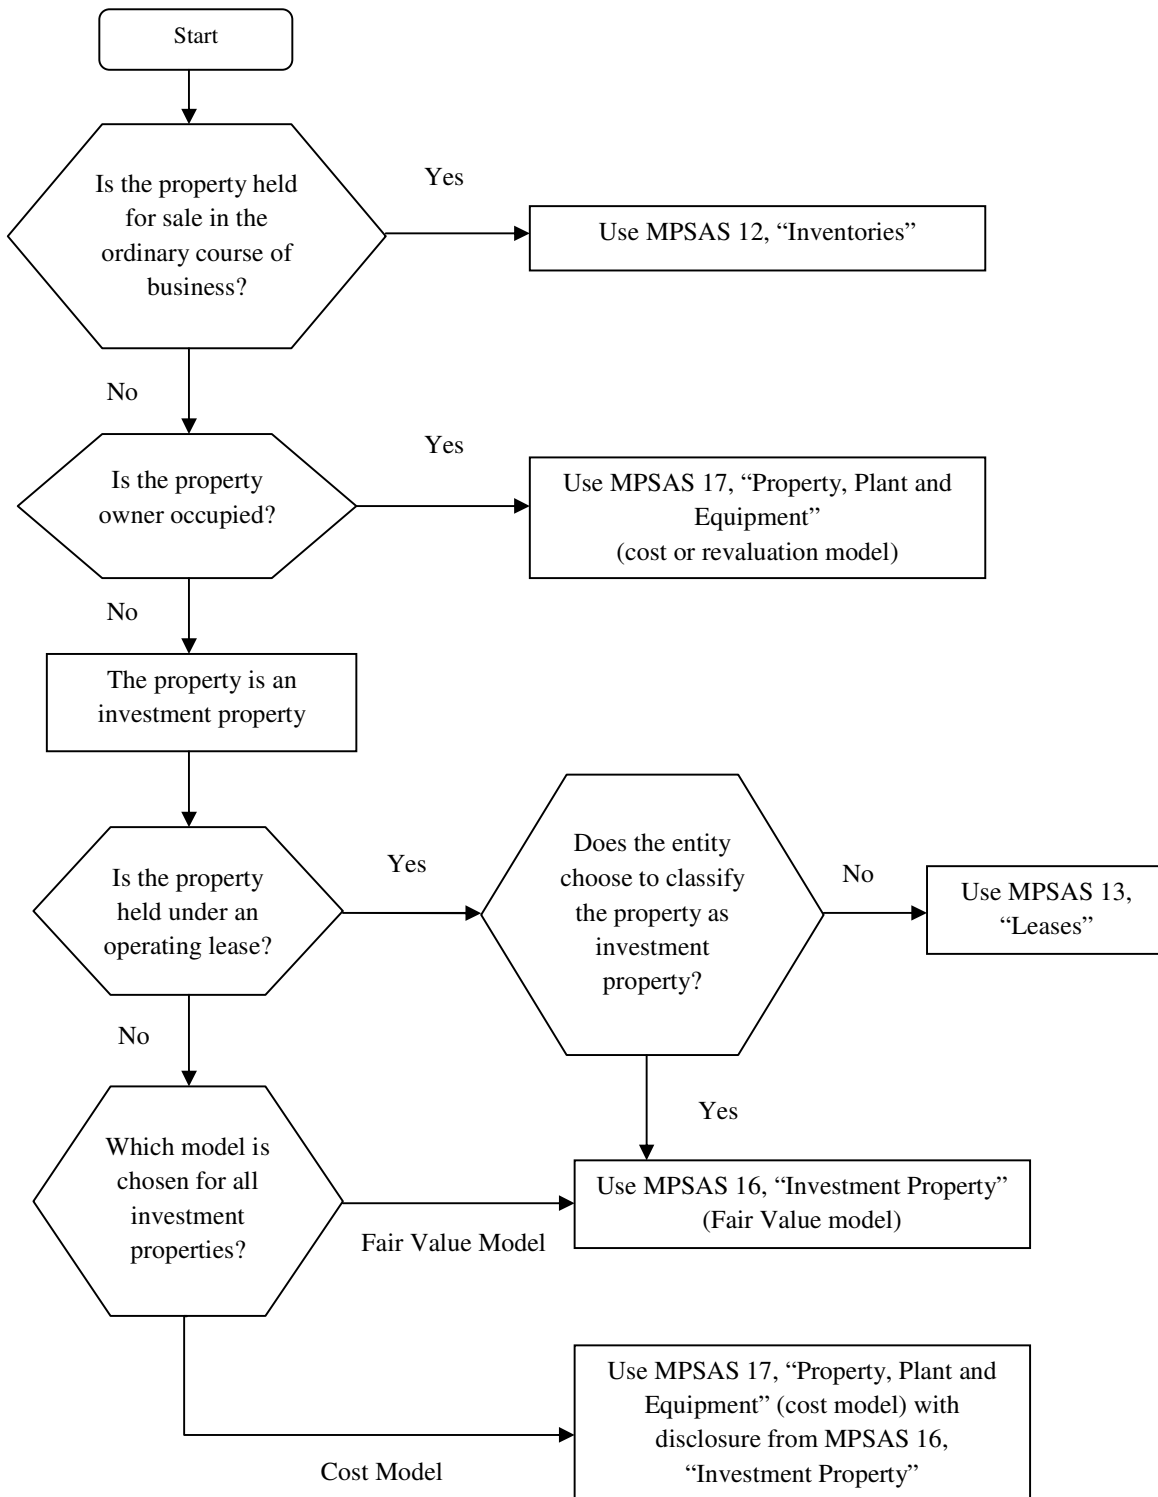 Start
Is the property held
for sale in the
ordinary course of
business?
Yes
Use MPSAS 12, “Inventories”
No
Is the property
owner occupied?
Yes
Use MPSAS 17, “Property, Plant and
Equipment”
(cost or revaluation model)
No
The property is an
investment property
Is the property
held under an
operating lease?
Yes
Does the entity
choose to classify
the property as
investment
property?
No
Use MPSAS 13,
“Leases”
No
Yes
Which model is
chosen for all
investment
properties?
Fair Value Model
Use MPSAS 16, “Investment Property”
(Fair Value model)
Cost Model
Use MPSAS 17, “Property, Plant and
Equipment” (cost model) with
disclosure from MPSAS 16,
“Investment Property”